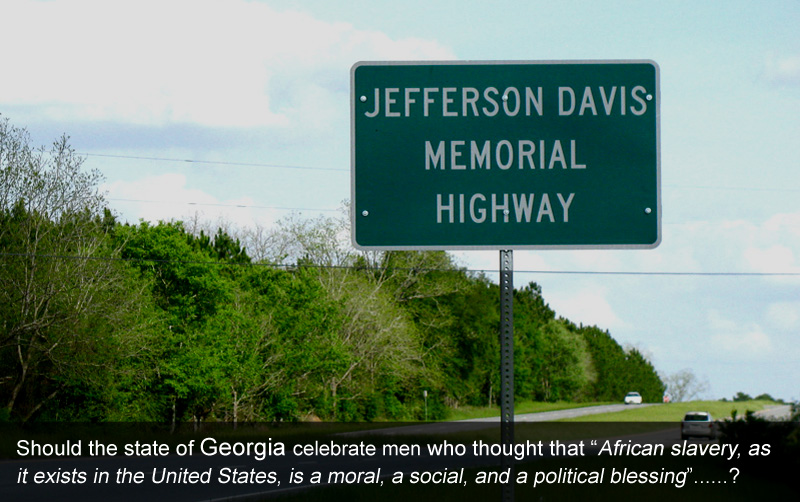 JEFFERSON DAVIS
MEMORIAL
HIGHWAY
Should the state of Georgia celebrate men who thought that “African slavery, as
it exists in the United States, is a moral, a social, and a political blessing”......?